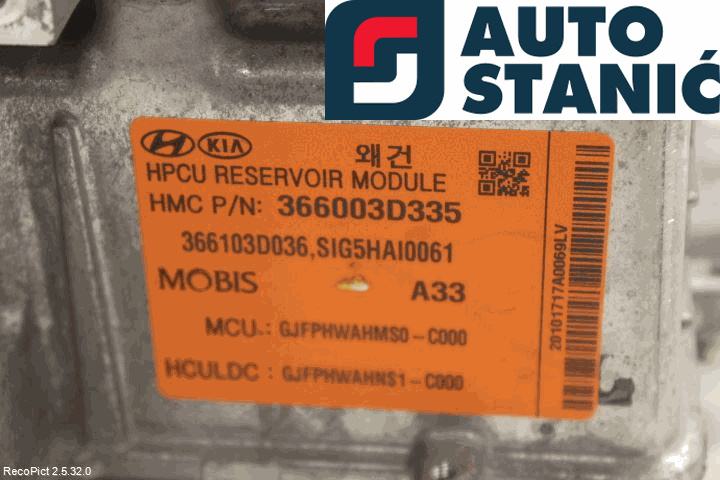 AUTO
STANIĆ
KIA
왜건
HPCU RESERVOIR MODULE
HMC P/N: 366003D335
366103D036,SIG5HAI0061
MOBIS
A33
MCU.: GJFPHWAHMS0-C000
HCULDC : GJFPHWAHNS1-C000
20101717A0069LV
RecoPict 2.5.32.0